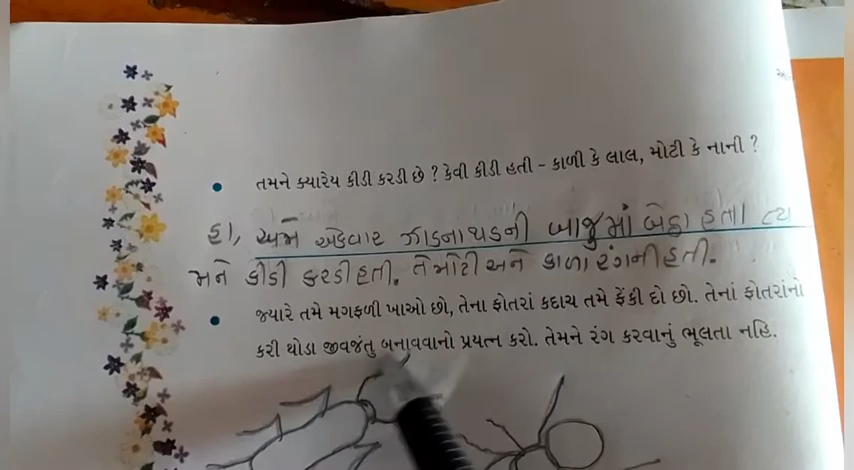 તમને ક્યારેય કીડી કરડી છે ? કેવી કીડી હતી – કાળી કે લાલ, મોટી કે નાની ?
હા, અમે એકવાર ઝાડના થડની બાજુમાં બેઠા હતા ત્યા
મને કીડી કરડી હતી. તે મોટી અને કાળા રંગની હતી.
જ્યારે તમે મગફળી ખાઓ છો, તેના ફોતરાં કદાચ તમે ફેંકી દો છો. તેનાં ફોતરાંનો
કરી થોડા જીવજંતુ બનાવવાનો પ્રયત્ન કરો. તેમને રંગ કરવાનું ભૂલતા નહિ.